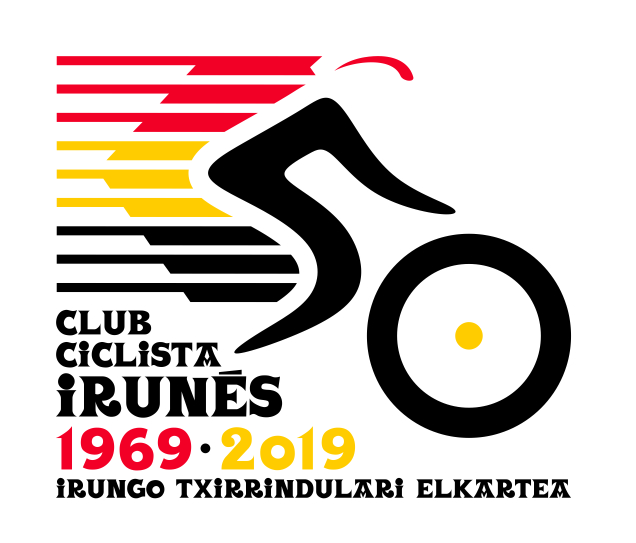 CLUB
CiCLiSTA
iRUNÉS
1969·2019
iRUNGO TXiRRiNDULARi ELKARTEA